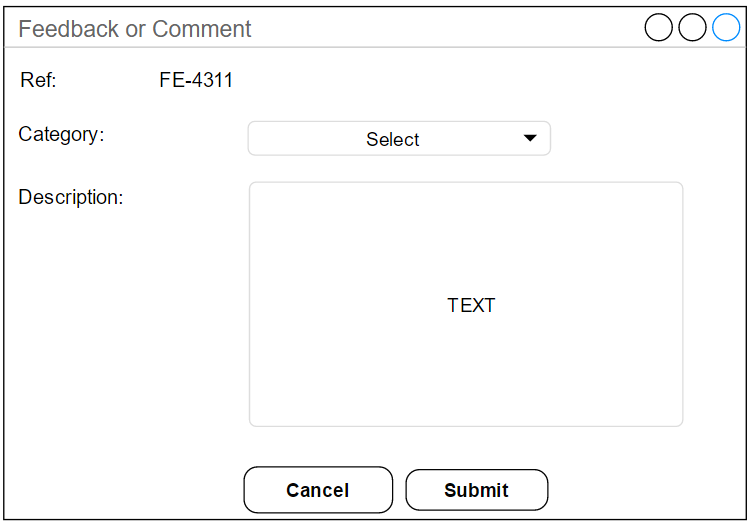 Feedback or Comment
Ref: FE-4311
Category: Select
Description:
TEXT
Cancel Submit